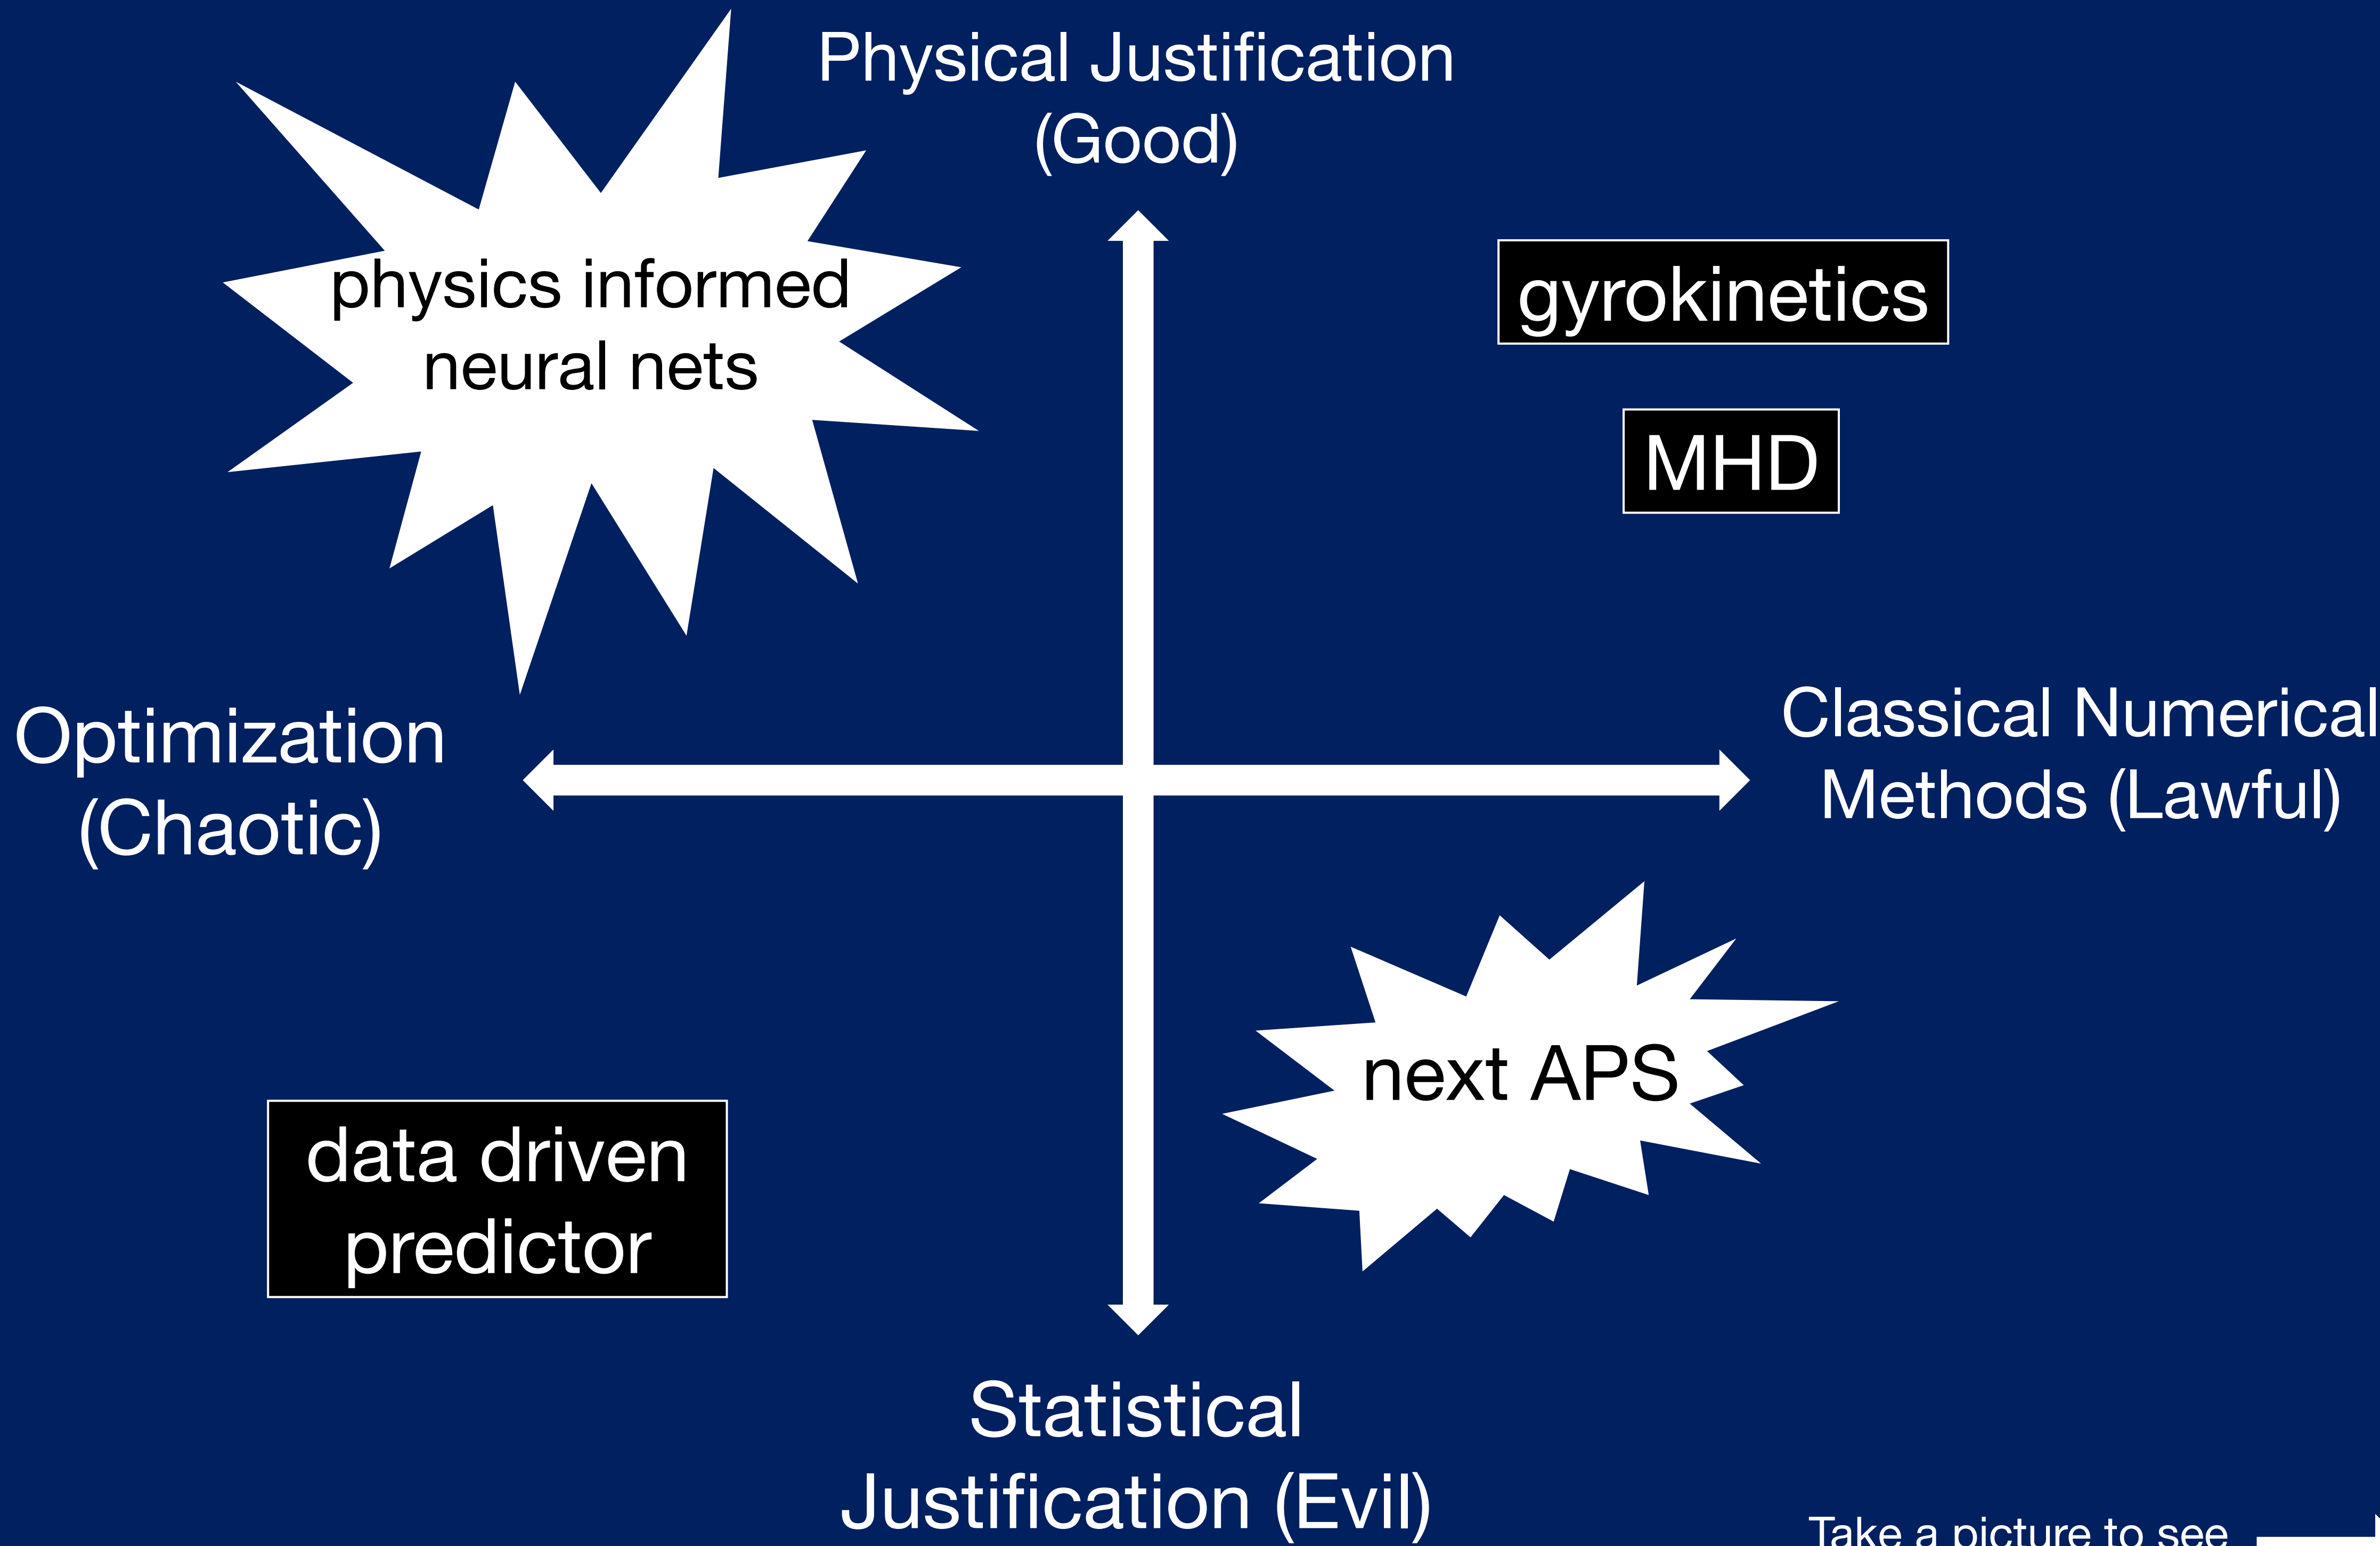 Physical Justification
(Good)
physics informed
neural nets
gyrokinetics
MHD
Optimization
(Chaotic)
Classical Numerical
Methods (Lawful)
next APS
data driven
predictor
Statistical
Justification (Evil)
Take a picture to see